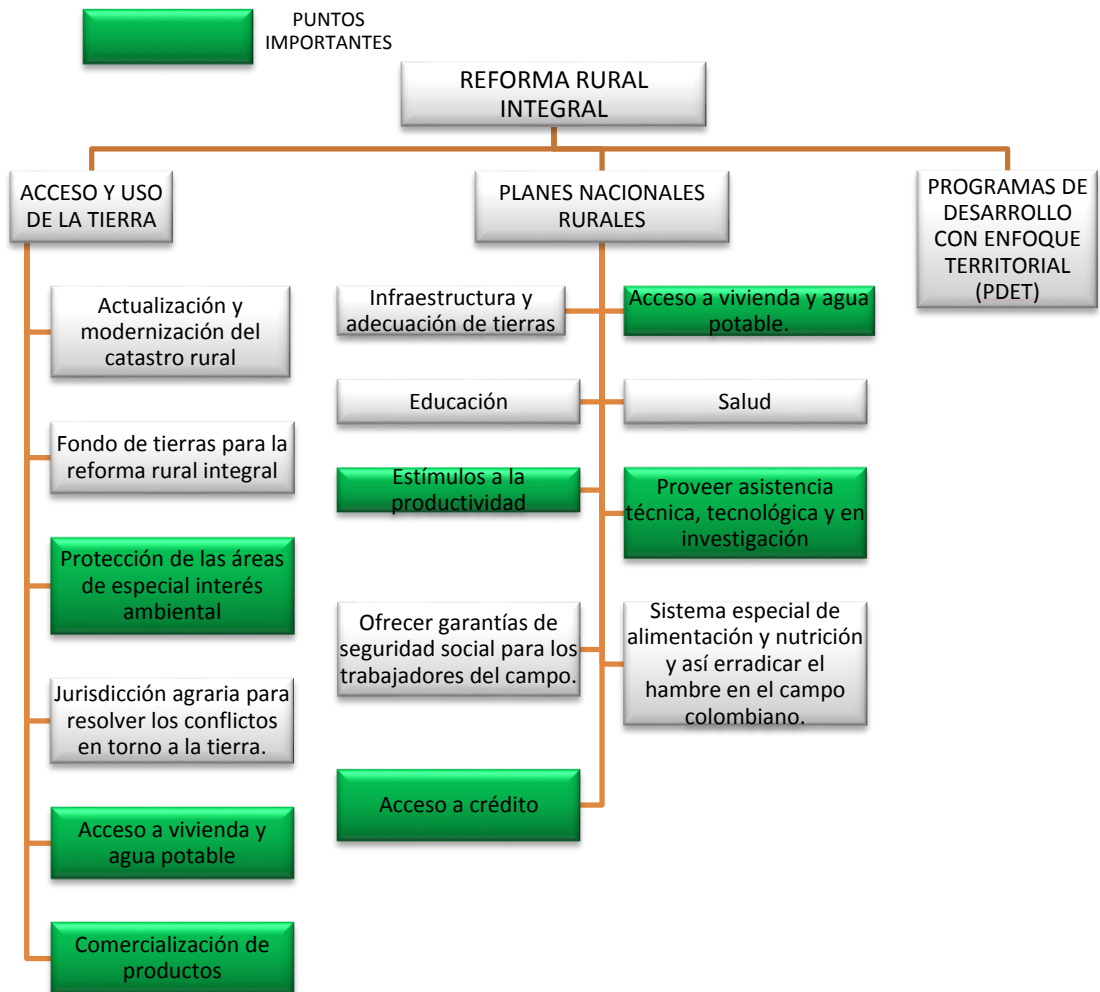 PUNTOS
IMPORTANTES
REFORMA RURAL
INTEGRAL
ACCESO Y USO
DE LA TIERRA
Actualización y
modernización del
catastro rural
Fondo de tierras para la
reforma rural integral
Protección de las áreas
de especial interés
ambiental
Jurisdicción agraria para
resolver los conflictos
en torno a la tierra.
Acceso a vivienda y
agua potable
Comercialización de
productos
PLANES NACIONALES
RURALES
Infraestructura y
adecuación de tierras
Acceso a vivienda y agua
potable.
Educación
Salud
Estímulos a la
productividad
Proveer asistencia
técnica, tecnológica y en
investigación
Ofrecer garantías de
seguridad social para los
trabajadores del campo.
Sistema especial de
alimentación y nutrición
y así erradicar el
hambre en el campo
colombiano.
Acceso a crédito
PROGRAMAS DE
DESARROLLO
CON ENFOQUE
TERRITORIAL
(PDET)